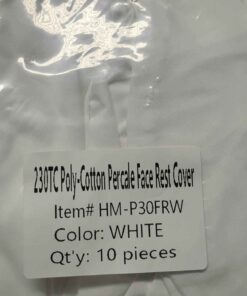 230TC Poly-Cotton Percale Face Rest Cover
Item# HM-P30FRW
Color: WHITE
Qt'y: 10 pieces